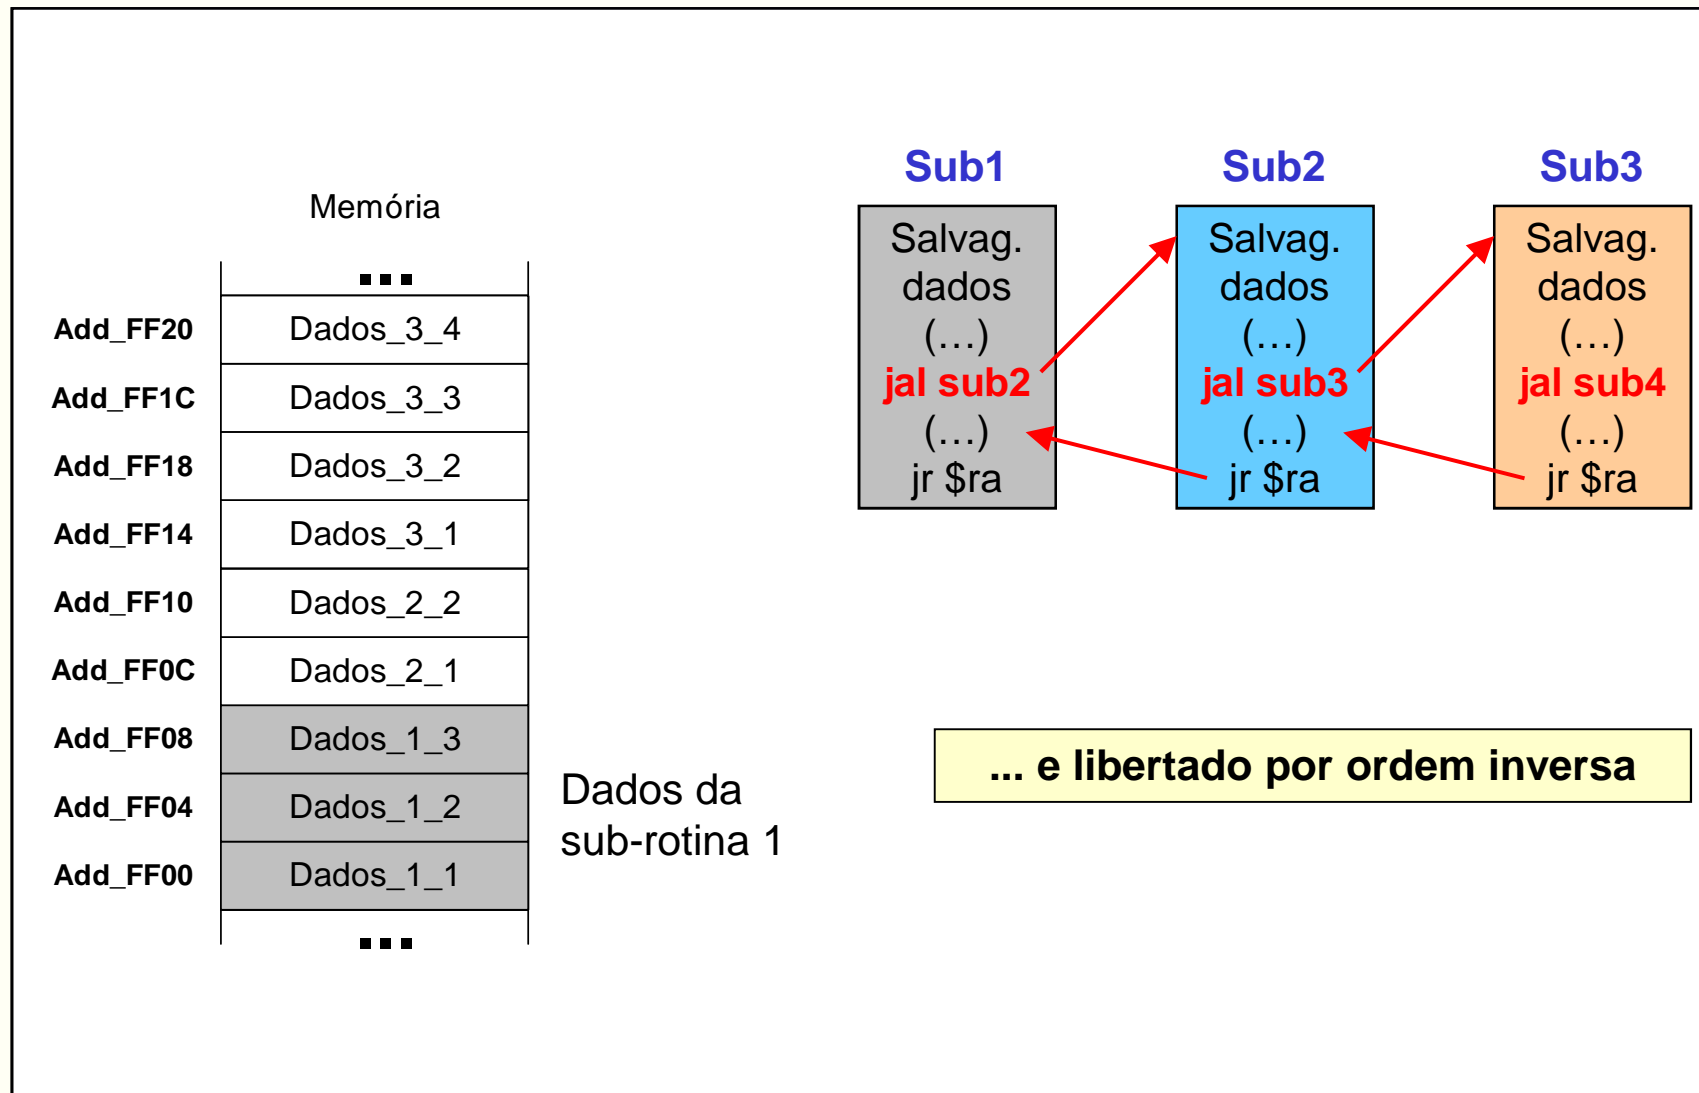 Memória
...
Add_FF20 Dados_3_4
Add_FF1C Dados_3_3
Add_FF18 Dados_3_2
Add_FF14 Dados_3_1
Add_FF10 Dados_2_2
Add_FF0C Dados_2_1
Add_FF08 Dados_1_3
Add_FF04 Dados_1_2
Add_FF00 Dados_1_1
...
Dados da
sub-rotina 1
Sub1
Salvag.
dados
(…)
jal sub2
(…)
jr $ra
Sub2
Salvag.
dados
(…)
jal sub3
(…)
jr $ra
Sub3
Salvag.
dados
(…)
jal sub4
(…)
jr $ra
... e libertado por ordem inversa